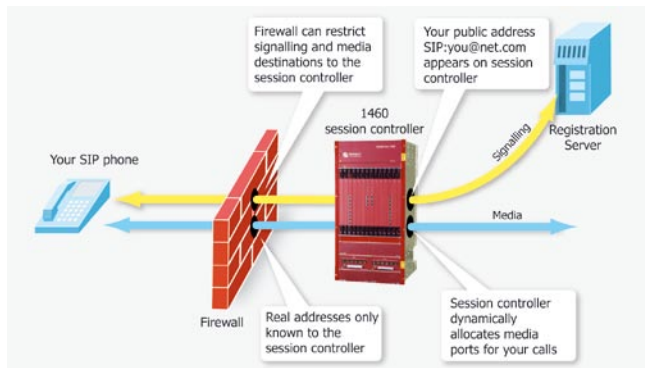 Firewall can restrict
signalling and media
destinations to the
session controller
Your public address
SIP:you@net.com
appears on session
controller
1460
session controller
Your SIP phone
Signalling
Registration
Server
Media
Firewall
Real addresses only
known to the
session controller
Session controller
dynamically
allocates media
ports for your calls